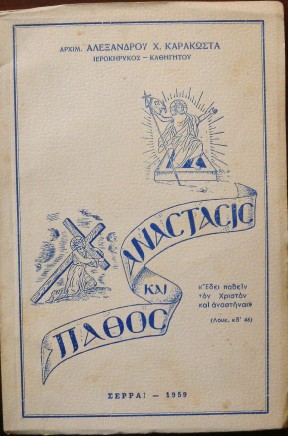 ΑΡΧΙΜ. ΑΛΕΞΑΝΔΡΟΥ Χ. ΚΑΡΑΚΩΣΤΑ
ΙΕΡΟΚΗΡΥΚΟΣ – ΚΑΘΗΓΗΤΟΥ
ΠΑΘΟC
ΚΑΙ
ΑΝΑCΤΑCΙC
«Ἔδει παθεῖν
τὸν Χριστὸν
καὶ ἀναστῆναι»
(Λουκ. κδ' 46)
ΣΕΡΡΑΙ – 1959